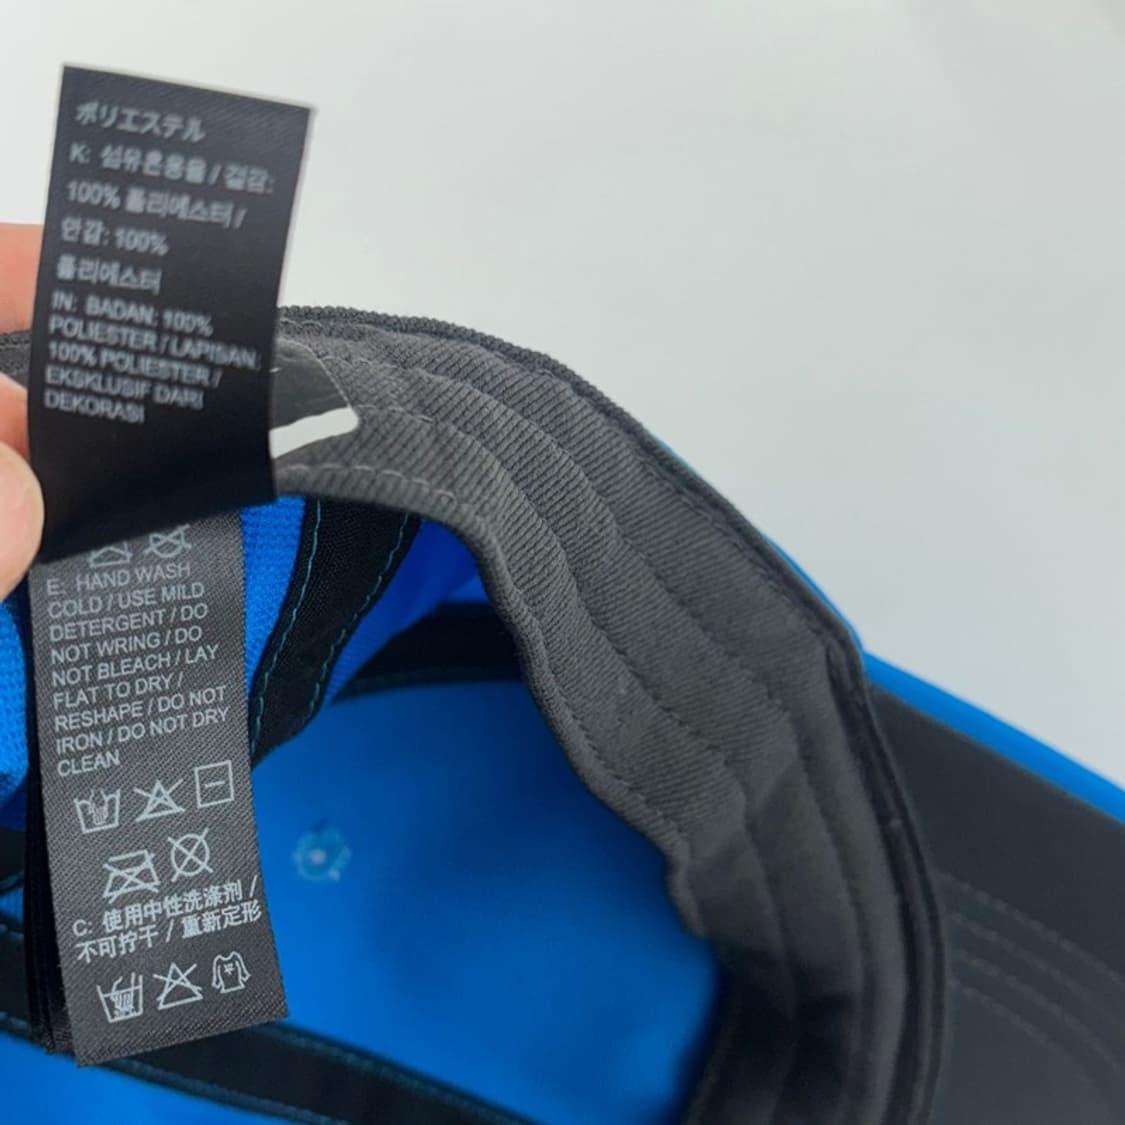 ポリエステル
K: 섬유혼용율 / 겉감:
100% 폴리에스터 /
안감: 100%
폴리에스터
IN: BADAN: 100%
POLIESTER / LAPISAN:
100% POLIESTER /
EKSKLUSIF DARI
DEKORASI
E: HAND WASH
COLD / USE MILD
DETERGENT / DO
NOT WRING / DO
NOT BLEACH / LAY
FLAT TO DRY /
RESHAPE / DO NOT
IRON / DO NOT DRY
CLEAN
C: 使用中性洗涤剂 /
不可拧干 / 重新定形